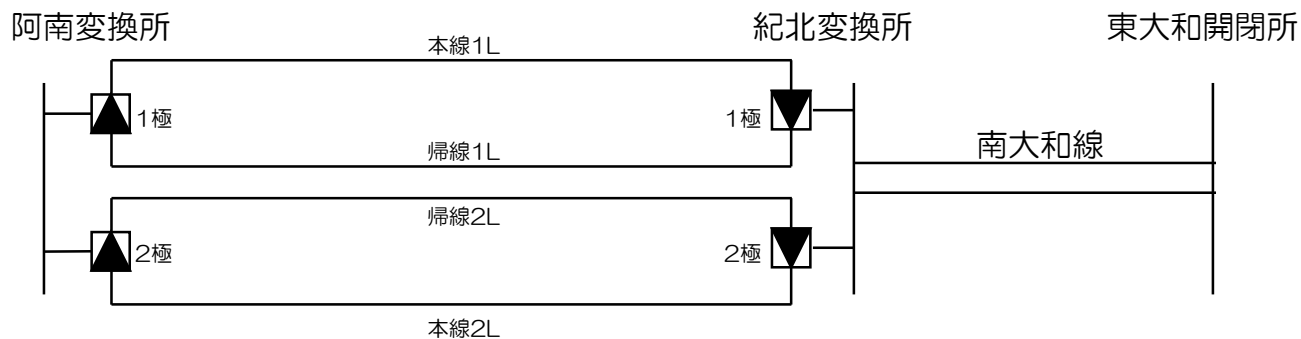 阿南変換所
紀北変換所
東大和開閉所
本線1L
1極
1極
帰線1L
南大和線
帰線2L
2極
2極
本線2L